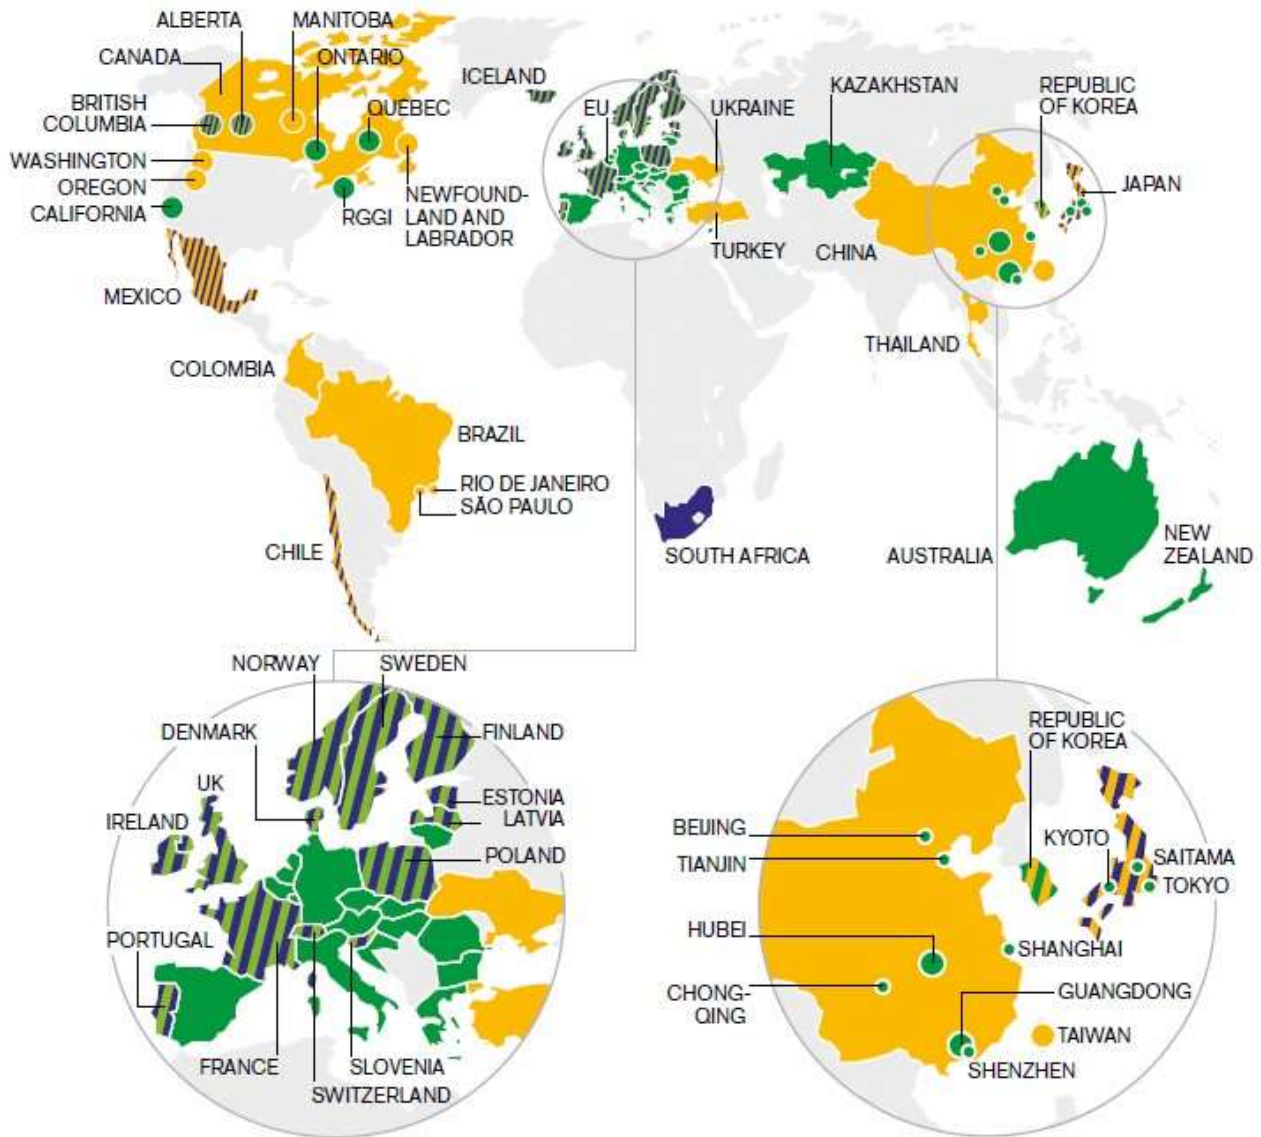 ALBERTA
MANITOBA
CANADA
ONTARIO
BRITISH
COLUMBIA
QUEBEC
WASHINGTON
OREGON
CALIFORNIA
RGGI
NEWFOUND-
LAND AND
LABRADOR
MEXICO
ICELAND
EU
UKRAINE
KAZAKHSTAN
REPUBLIC
OF KOREA
JAPAN
TURKEY
CHINA
THAILAND
COLOMBIA
BRAZIL
RIO DE JANEIRO
SÃO PAULO
CHILE
SOUTH AFRICA
AUSTRALIA
NEW
ZEALAND
NORWAY
SWEDEN
DENMARK
FINLAND
UK
IRELAND
ESTONIA
LATVIA
POLAND
PORTUGAL
FRANCE
SLOVENIA
SWITZERLAND
REPUBLIC
OF KOREA
BEIJING
TIANJIN
KYOTO
SAITAMA
TOKYO
HUBEI
SHANGHAI
CHONG-
QING
GUANGDONG
TAIWAN
SHENZHEN